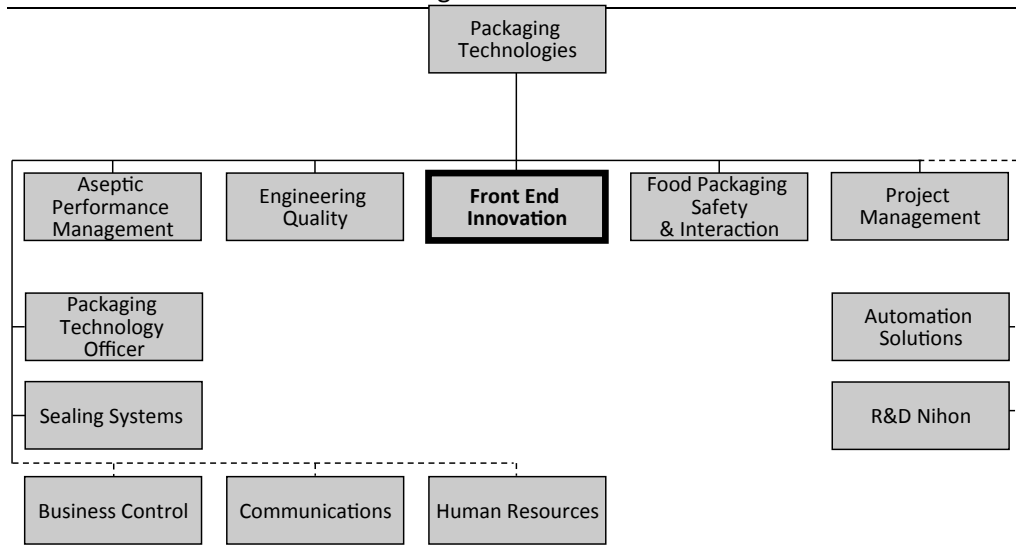 Packaging
Technologies
Aseptic
Performance
Management
Engineering
Quality
Front End
Innovation
Food Packaging
Safety
& Interaction
Project
Management
Packaging
Technology
Officer
Automation
Solutions
Sealing Systems
R&D Nihon
Business Control
Communications
Human Resources